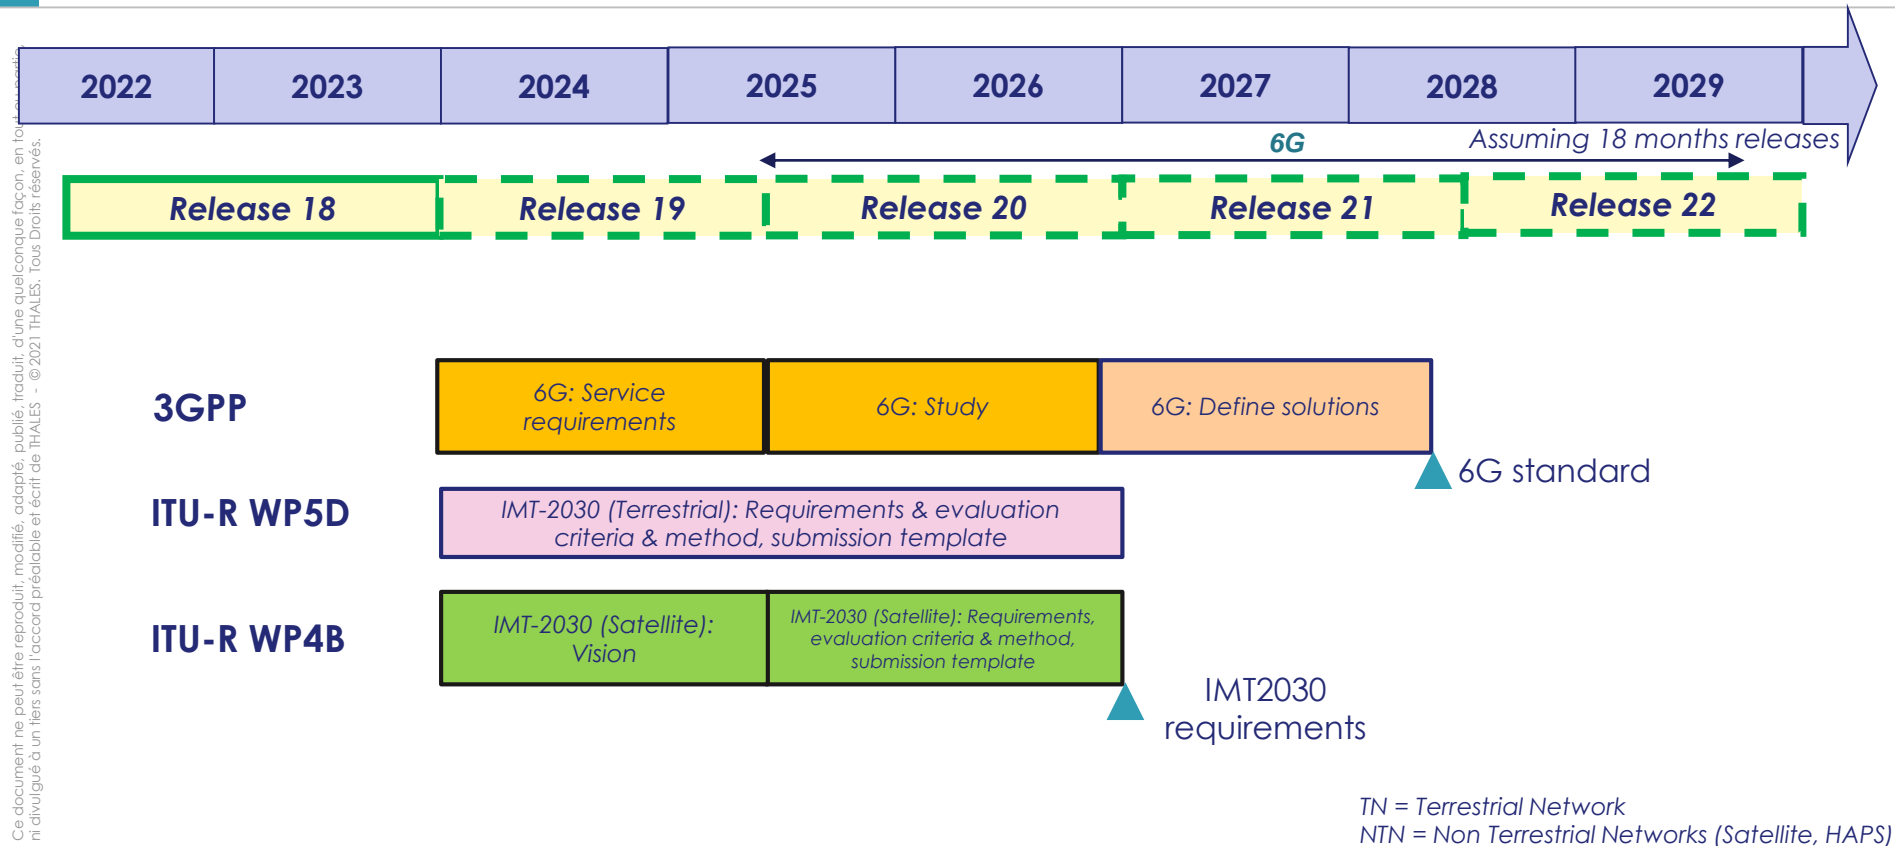 2022
2023
2024
2025
2026
2027
2028
2029
6G
Assuming 18 months releases
Release 18
Release 19
Release 20
Release 21
Release 22
3GPP
6G: Service
requirements
6G: Study
6G: Define solutions
6G standard
ITU-R WP5D
IMT-2030 (Terrestrial): Requirements & evaluation
criteria & method, submission template
ITU-R WP4B
IMT-2030 (Satellite):
Vision
IMT-2030 (Satellite): Requirements,
evaluation criteria & method,
submission template
IMT2030
requirements
TN = Terrestrial Network
NTN = Non Terrestrial Networks (Satellite, HAPS)
Ce document ne peut être reproduit, modifié, adapté, publié, traduit, d'une quelconque façon, en tout ou partie,
ni divulgué à un tiers sans l'accord préalable et écrit de THALES - © 2021 THALES. Tous Droits réservés.